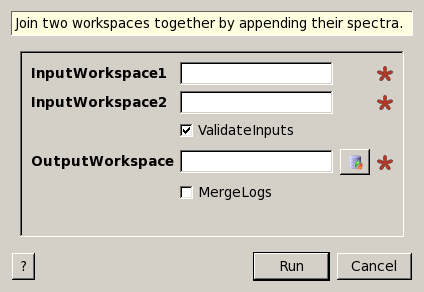 Join two workspaces together by appending their spectra.
InputWorkspace1
InputWorkspace2
ValidateInputs
OutputWorkspace
MergeLogs
? Run Cancel